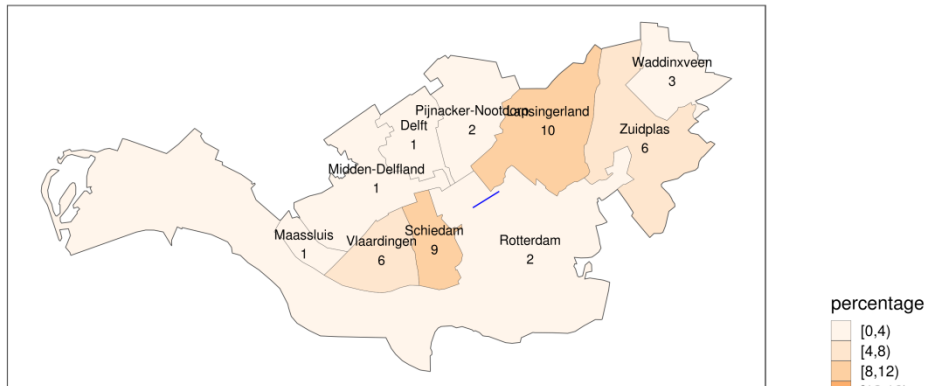 Waddinxveen
3
Pijnacker-Nootdorp
2
Lansingerland
10
Delft
1
Zuidplas
6
Midden-Delfland
1
Maassluis
1
Vlaardingen
6
Schiedam
9
Rotterdam
2
percentage
[0,4)
[4,8)
[8,12)